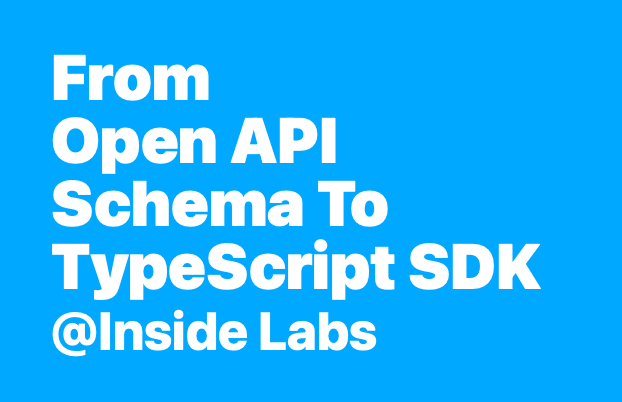 From
Open API
Schema To
TypeScript SDK
@Inside Labs